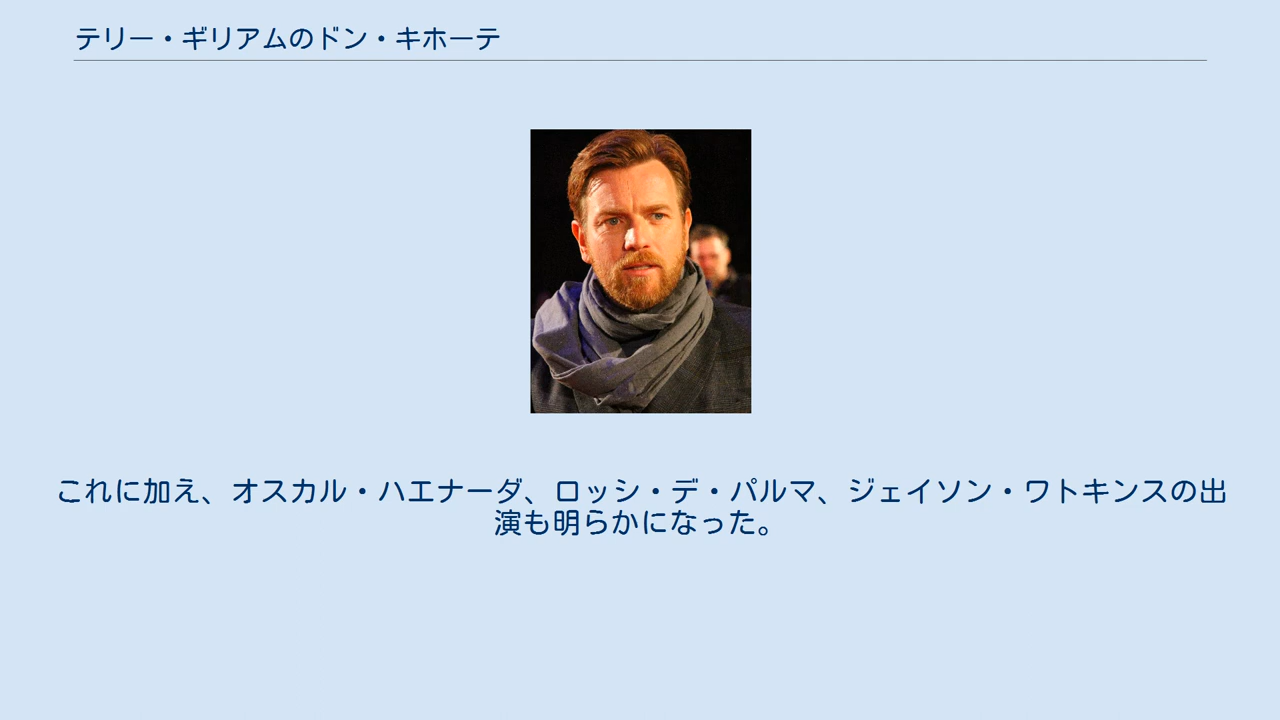 テリー・ギリアムのドン・キホーテ
これに加え、オスカル・ハエナーダ、ロッシ・デ・パルマ、ジェイソン・ワトキンスの出
演も明らかになった。